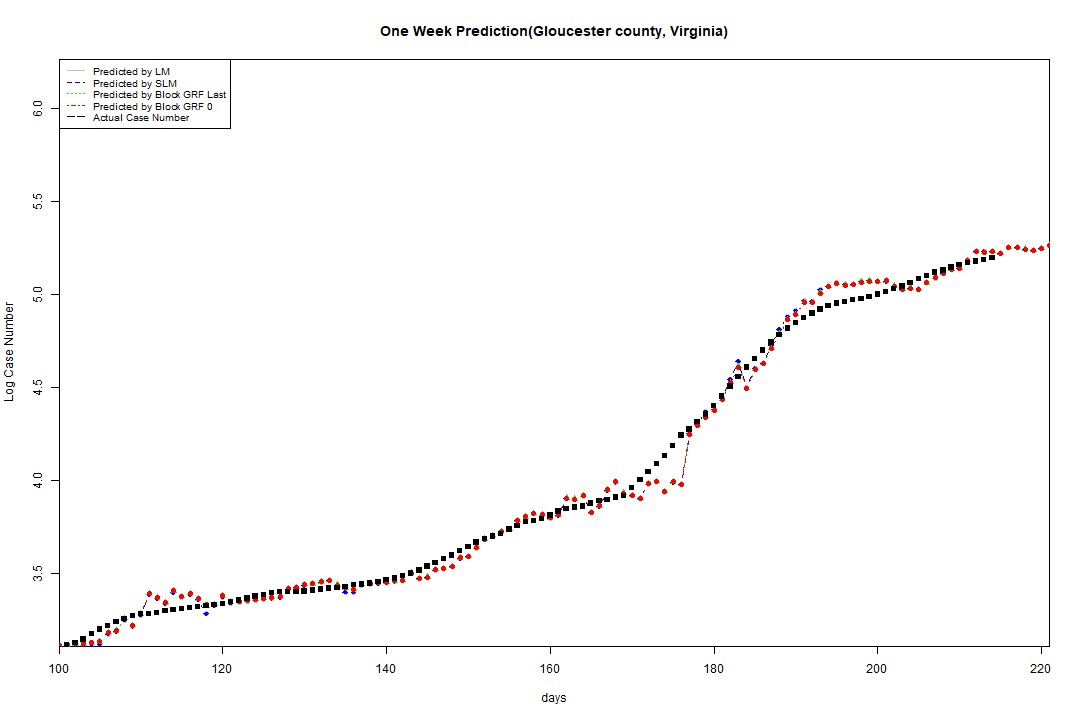 One Week Prediction(Gloucester county, Virginia)
Predicted by LM
Predicted by SLM
Predicted by Block GRF Last
Predicted by Block GRF 0
Actual Case Number
6.0
5.5
5.0
4.5
4.0
3.5
Log Case Number
100 120 140 160 180 200 220
days